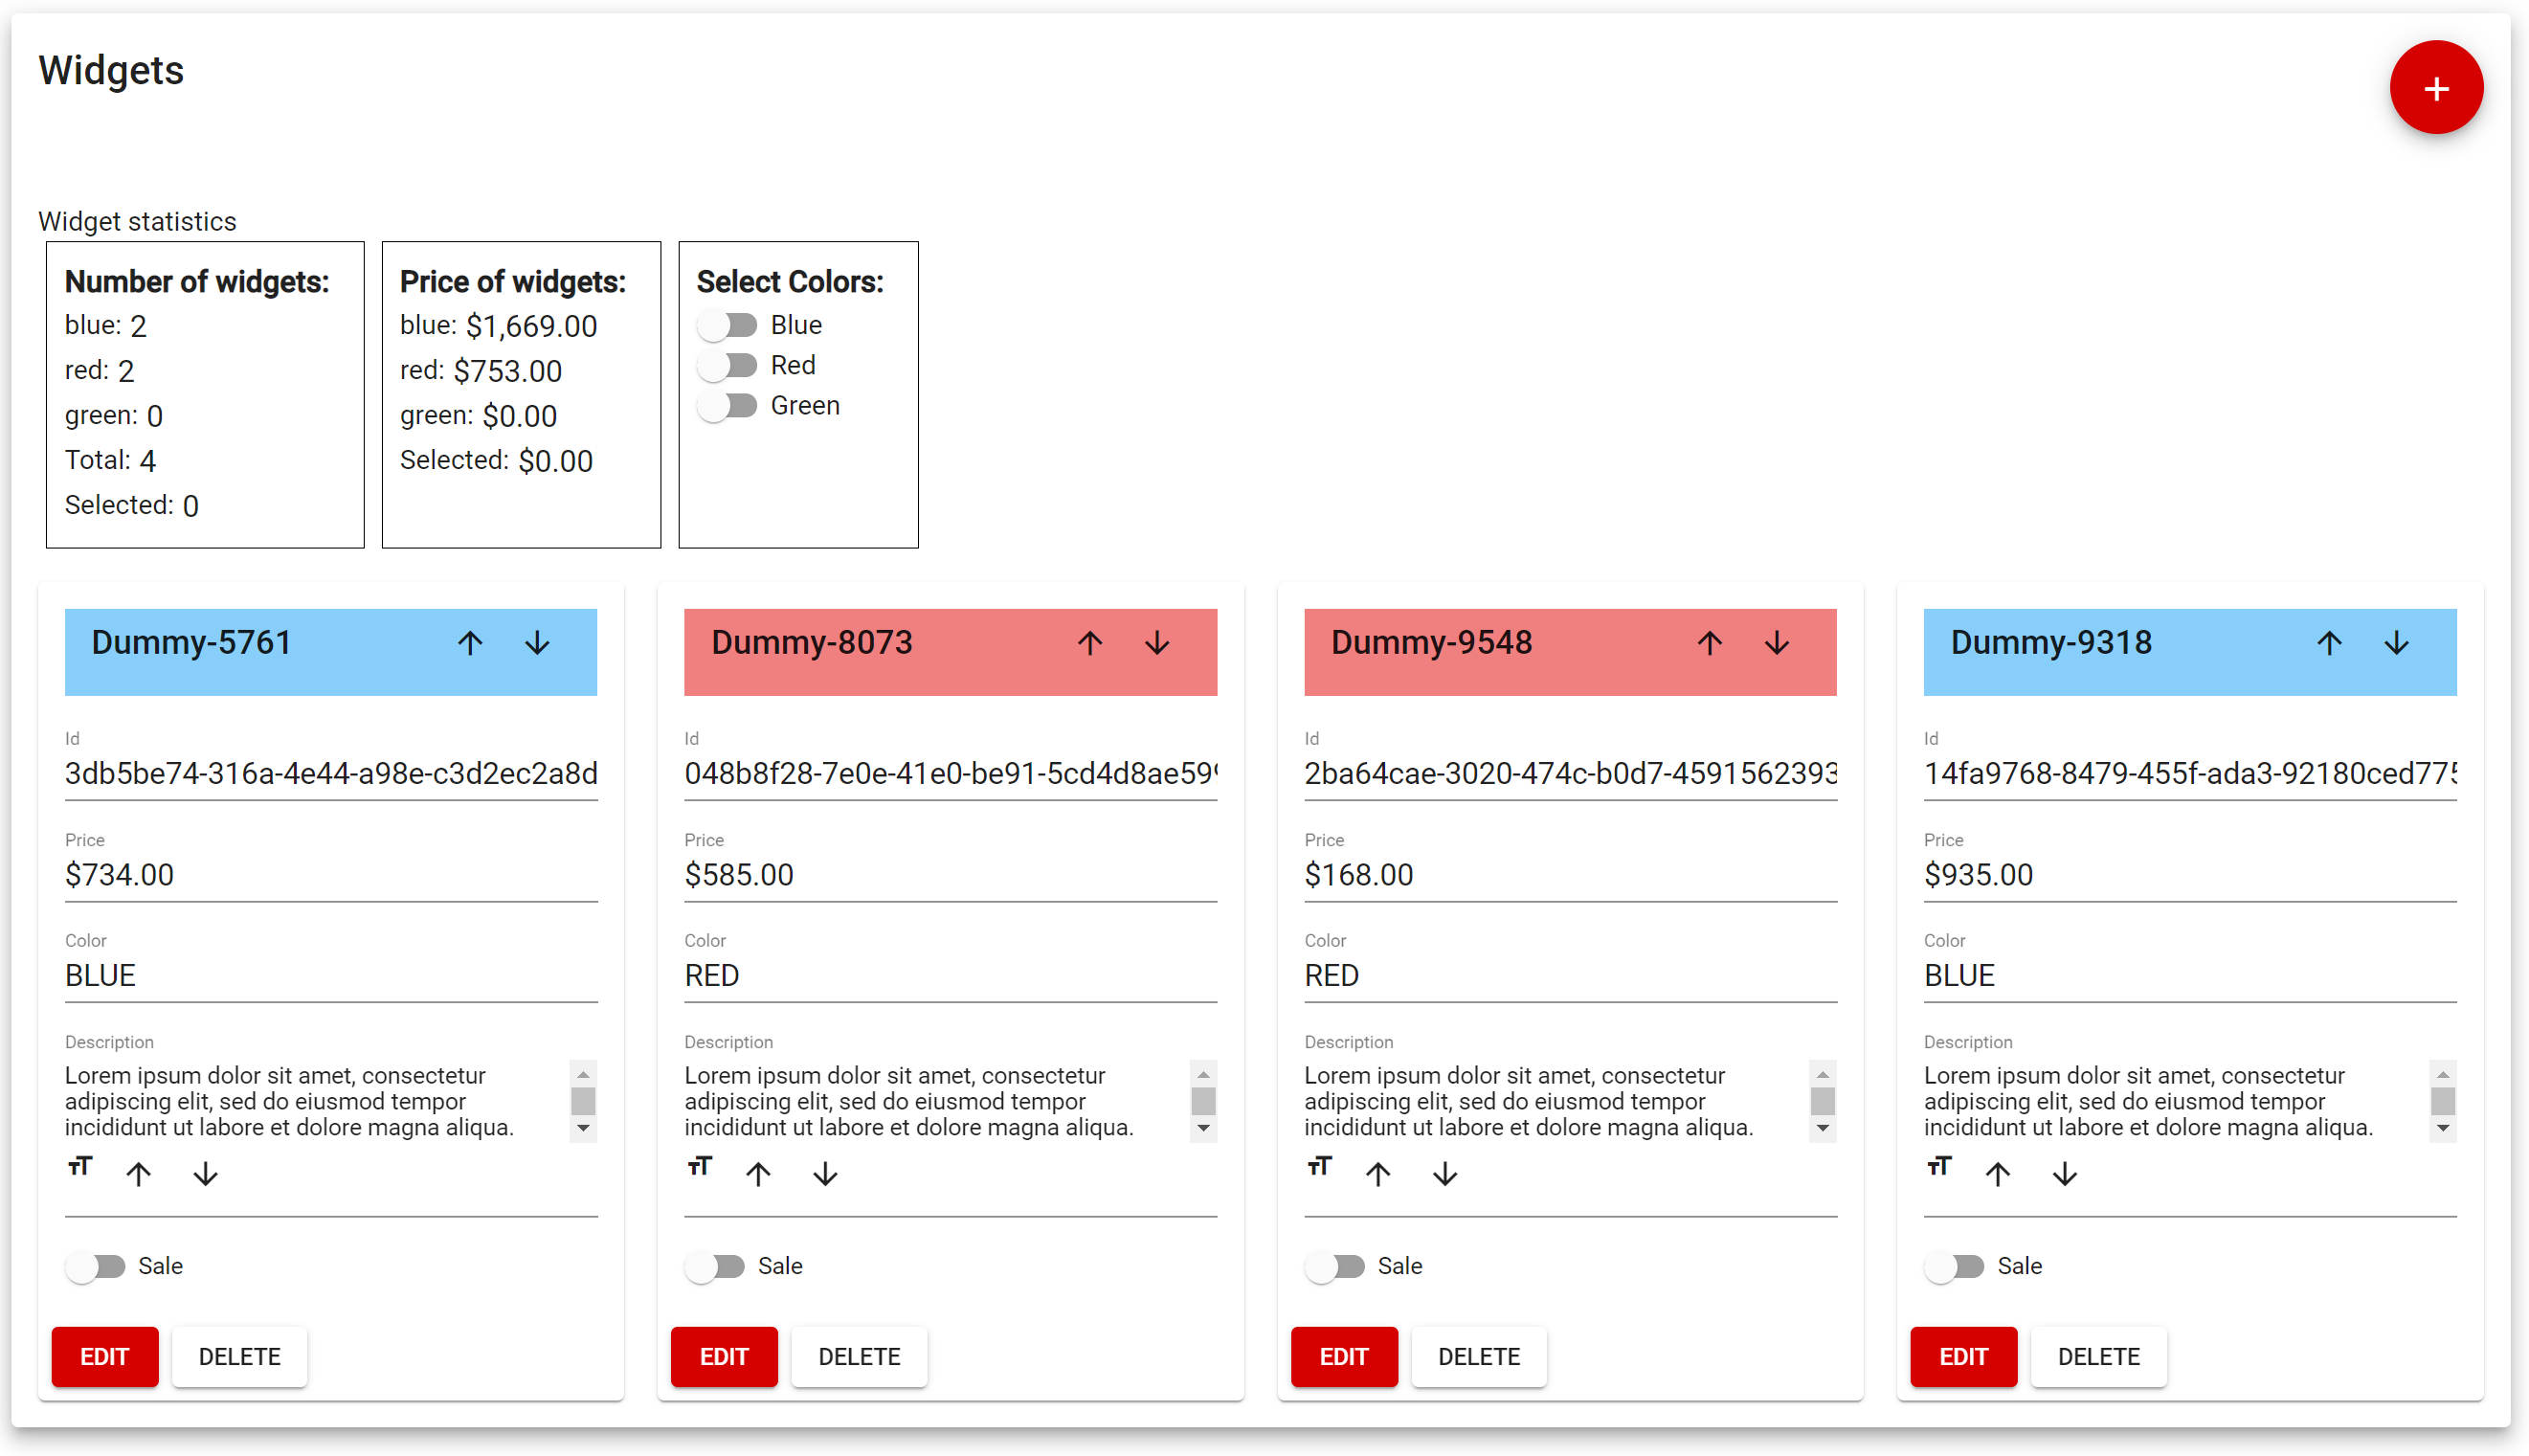 Widgets
+
Widget statistics
Number of widgets:
blue: 2
red: 2
green: 0
Total: 4
Selected: 0
Price of widgets:
blue: $1,669.00
red: $753.00
green: $0.00
Selected: $0.00
Select Colors:
Blue
Red
Green
Dummy-5761
Id
3db5be74-316a-4e44-a98e-c3d2ec2a8d
Price
$734.00
Color
BLUE
Description
Lorem ipsum dolor sit amet, consectetur
adipiscing elit, sed do eiusmod tempor
incididunt ut labore et dolore magna aliqua.
Sale
EDIT DELETE
Dummy-8073
Id
048b8f28-7e0e-41e0-be91-5cd4d8ae599
Price
$585.00
Color
RED
Description
Lorem ipsum dolor sit amet, consectetur
adipiscing elit, sed do eiusmod tempor
incididunt ut labore et dolore magna aliqua.
Sale
EDIT DELETE
Dummy-9548
Id
2ba64cae-3020-474c-b0d7-4591562393
Price
$168.00
Color
RED
Description
Lorem ipsum dolor sit amet, consectetur
adipiscing elit, sed do eiusmod tempor
incididunt ut labore et dolore magna aliqua.
Sale
EDIT DELETE
Dummy-9318
Id
14fa9768-8479-455f-ada3-92180ced775
Price
$935.00
Color
BLUE
Description
Lorem ipsum dolor sit amet, consectetur
adipiscing elit, sed do eiusmod tempor
incididunt ut labore et dolore magna aliqua.
Sale
EDIT DELETE